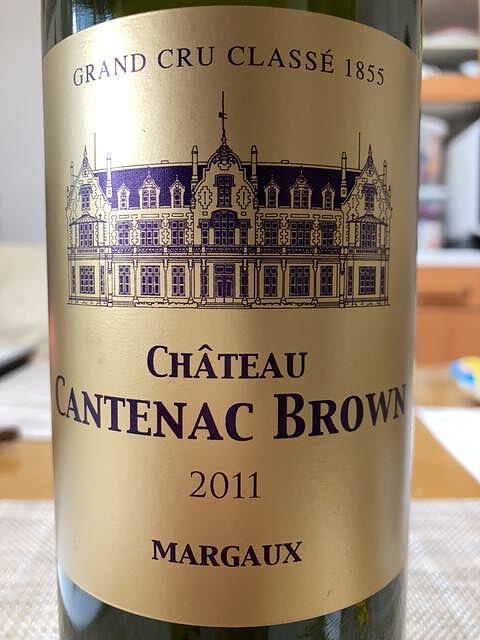 GRAND CRU CLASSÉ 1855
CHÂTEAU
CANTENAC BROWN
2011
MARGAUX